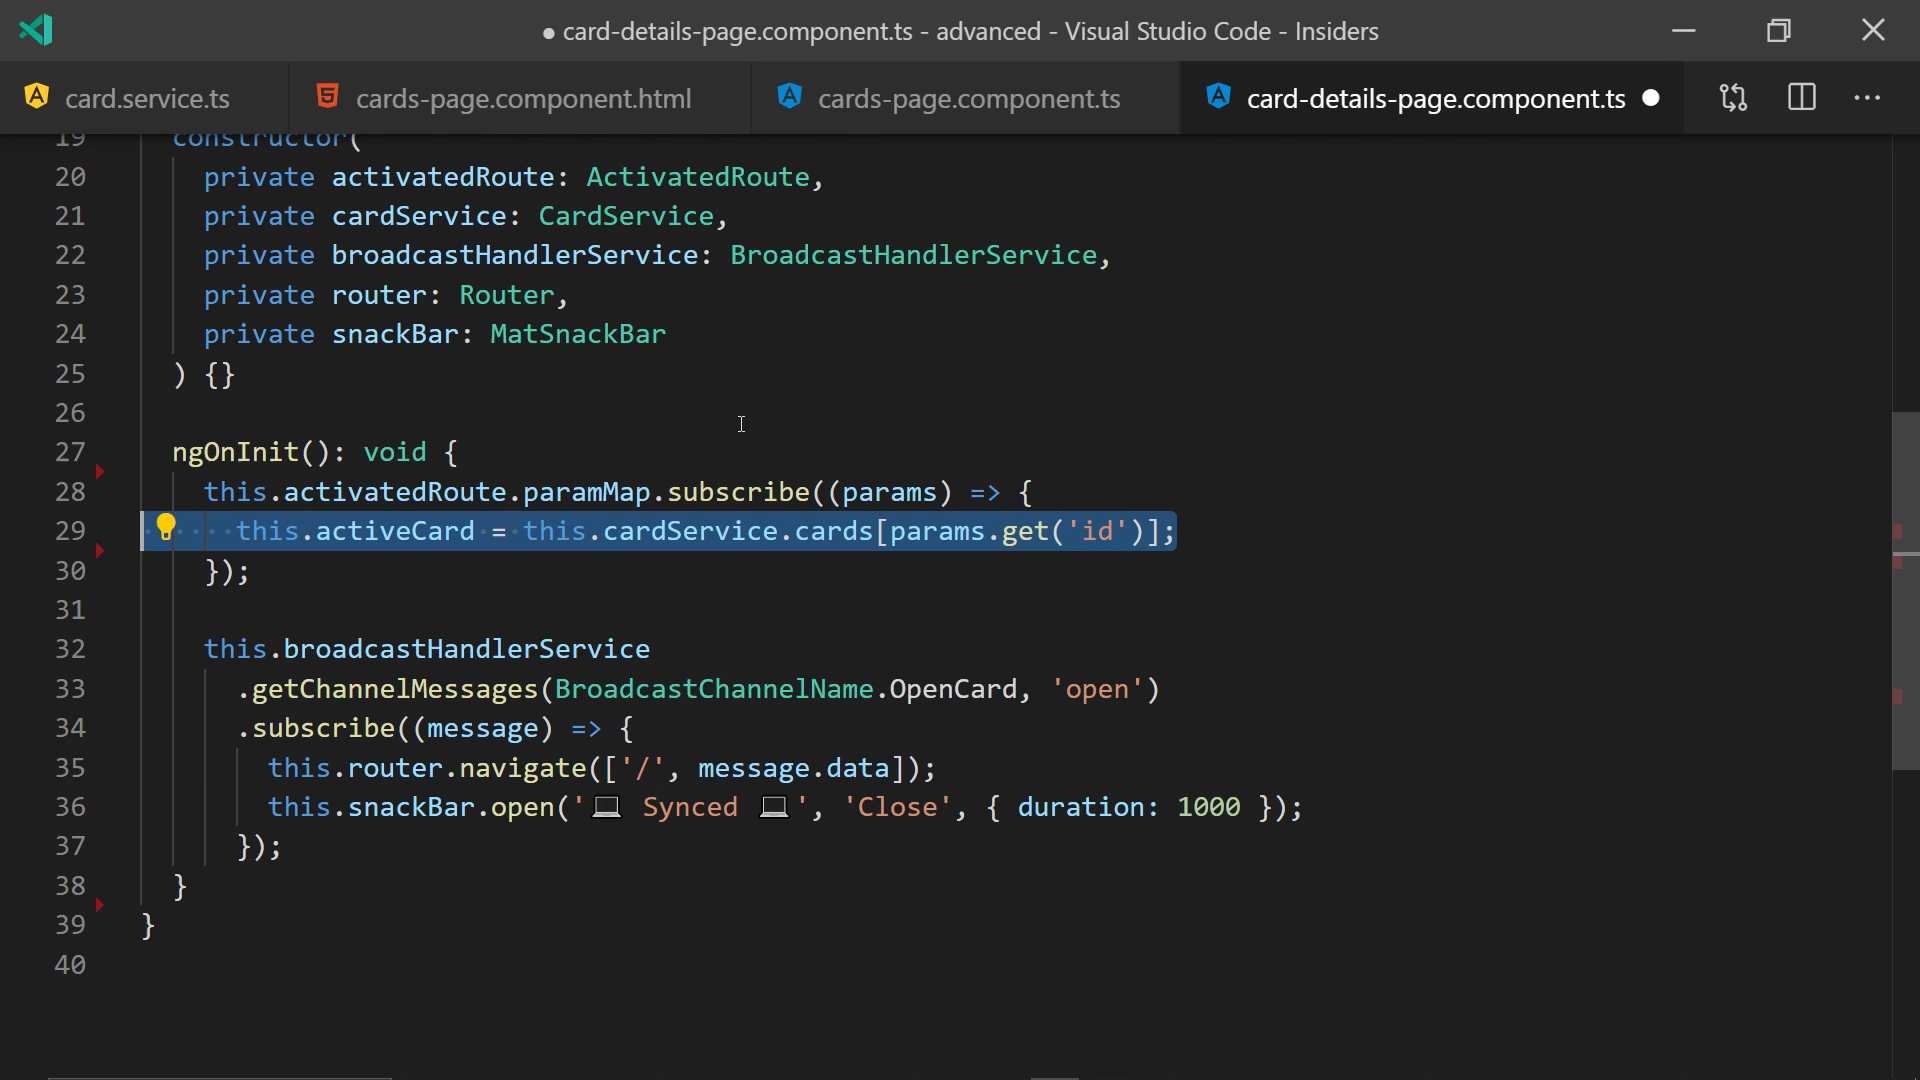 ● card-details-page.component.ts - advanced - Visual Studio Code - Insiders
card.service.ts cards-page.component.html cards-page.component.ts card-details-page.component.ts
19 constructor(
20 private activatedRoute: ActivatedRoute,
21 private cardService: CardService,
22 private broadcastHandlerService: BroadcastHandlerService,
23 private router: Router,
24 private snackBar: MatSnackBar
25 ) {}
26
27 ngOnInit(): void {
28 this.activatedRoute.paramMap.subscribe((params) => {
29 this.activeCard = this.cardService.cards[params.get('id')];
30 });
31
32 this.broadcastHandlerService
33 .getChannelMessages(BroadcastChannelName.OpenCard, 'open')
34 .subscribe((message) => {
35 this.router.navigate(['/', message.data]);
36 this.snackBar.open('💻 Synced 💻', 'Close', { duration: 1000 });
37 });
38 }
39 }
40